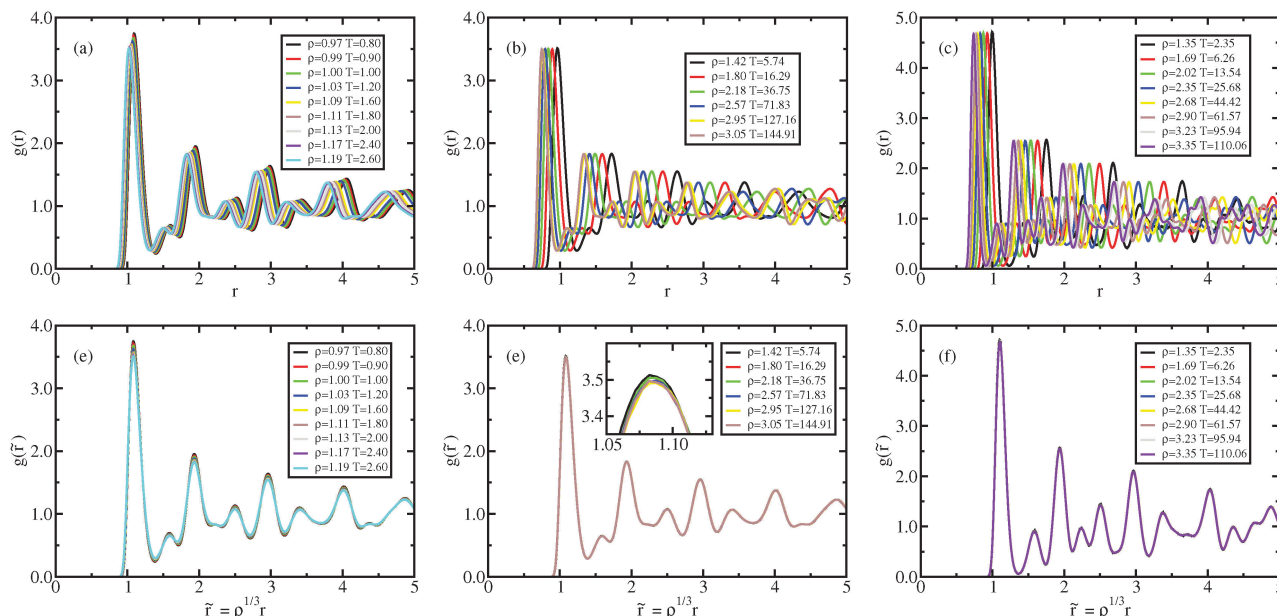 4.0
3.0
2.0
1.0
0.0
g(r)
(a)
ρ=0.97 T=0.80
ρ=0.99 T=0.90
ρ=1.00 T=1.00
ρ=1.03 T=1.20
ρ=1.09 T=1.60
ρ=1.11 T=1.80
ρ=1.13 T=2.00
ρ=1.17 T=2.40
ρ=1.19 T=2.60
0 1 2 3 4 5
r
4.0
3.0
2.0
1.0
0.0
g(r)
(b)
ρ=1.42 T=5.74
ρ=1.80 T=16.29
ρ=2.18 T=36.75
ρ=2.57 T=71.83
ρ=2.95 T=127.16
ρ=3.05 T=144.91
0 1 2 3 4 5
r
5.0
4.0
3.0
2.0
1.0
0.0
g(r)
(c)
ρ=1.35 T=2.35
ρ=1.69 T=6.26
ρ=2.02 T=13.54
ρ=2.35 T=25.68
ρ=2.68 T=44.42
ρ=2.90 T=61.57
ρ=3.23 T=95.94
ρ=3.35 T=110.06
0 1 2 3 4 5
r
4.0
3.0
2.0
1.0
0.0
g(r̃)
(e)
ρ=0.97 T=0.80
ρ=0.99 T=0.90
ρ=1.00 T=1.00
ρ=1.03 T=1.20
ρ=1.09 T=1.60
ρ=1.11 T=1.80
ρ=1.13 T=2.00
ρ=1.17 T=2.40
ρ=1.19 T=2.60
0 1 2 3 4 5
r̃ = ρ^1/3 r
4.0
3.0
2.0
1.0
0.0
g(r̃)
(e)
3.5
3.4
1.05 1.10
ρ=1.42 T=5.74
ρ=1.80 T=16.29
ρ=2.18 T=36.75
ρ=2.57 T=71.83
ρ=2.95 T=127.16
ρ=3.05 T=144.91
0 1 2 3 4 5
r̃ = ρ^1/3 r
5.0
4.0
3.0
2.0
1.0
0.0
g(r̃)
(f)
ρ=1.35 T=2.35
ρ=1.69 T=6.26
ρ=2.02 T=13.54
ρ=2.35 T=25.68
ρ=2.68 T=44.42
ρ=2.90 T=61.57
ρ=3.23 T=95.94
ρ=3.35 T=110.06
0 1 2 3 4 5
r̃ = ρ^1/3 r